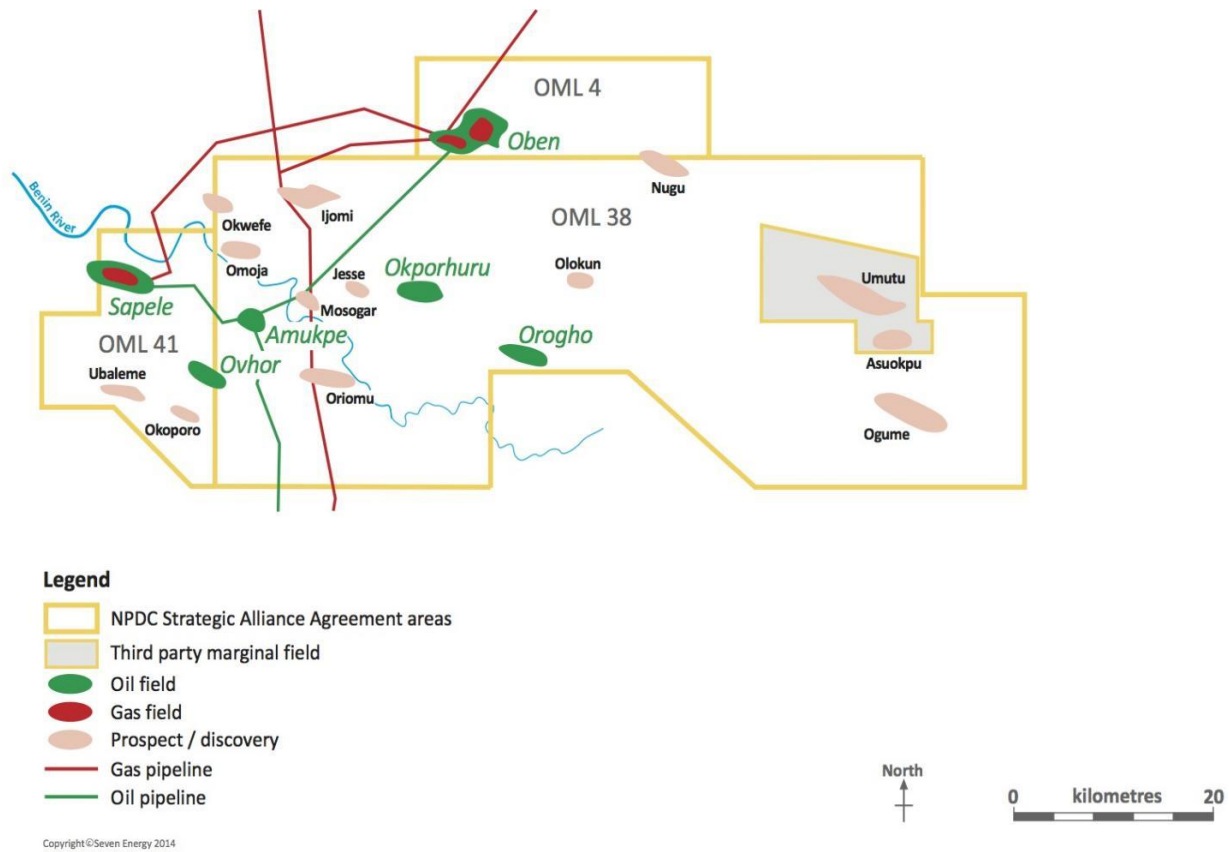 OML 4
Oben
Nugu
Benin River
Okwefe
Ijomi
OML 38
Omoja
Jesse
Okporhuru
Olokun
Umutu
Sapele
Mosogar
Amukpe
Orogho
OML 41
Ovhor
Asuokpu
Ubaleme
Oriomu
Okoporo
Ogume
Legend
NPDC Strategic Alliance Agreement areas
Third party marginal field
Oil field
Gas field
Prospect / discovery
Gas pipeline
Oil pipeline
North
0 kilometres 20
Copyright©Seven Energy 2014